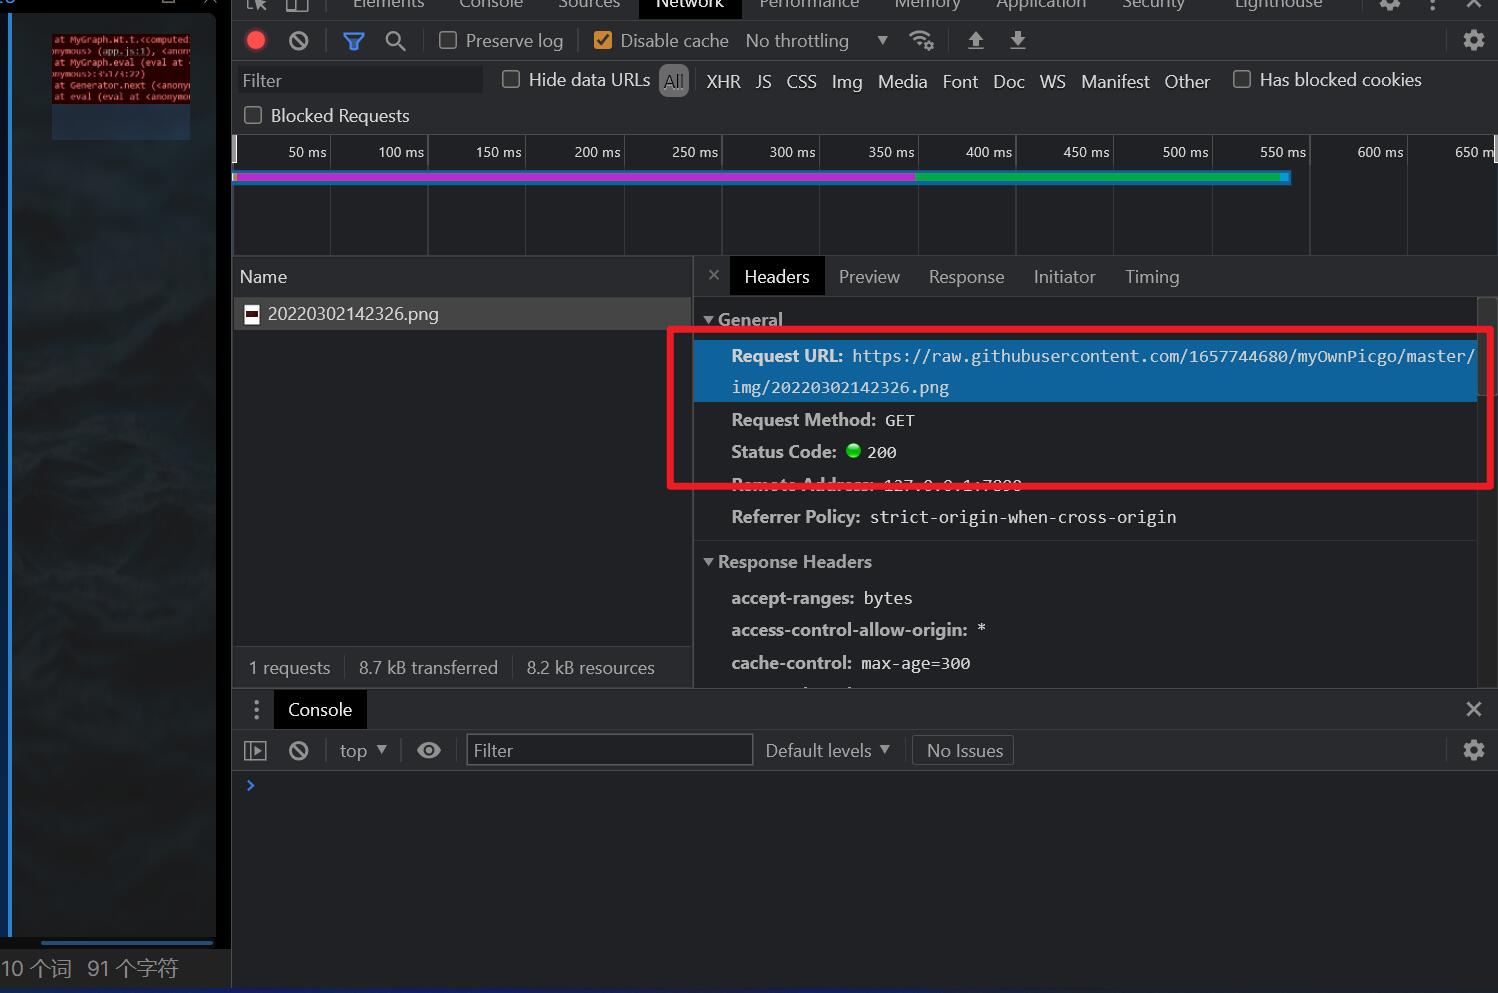 at MyGraph.Wt.t.<computed
onymous> (app.js:1), <anony
at MyGraph.eval (eval at <
onymous>:35173:22)
at Generator.next (<anonym
at eval (eval at <anonymou
10 个词 91 个字符
Elements Console Sources Network Performance Memory Application Security Lighthouse
Preserve log Disable cache No throttling
Filter Hide data URLs All XHR JS CSS Img Media Font Doc WS Manifest Other Has blocked cookies
Blocked Requests
50 ms 100 ms 150 ms 200 ms 250 ms 300 ms 350 ms 400 ms 450 ms 500 ms 550 ms 600 ms 650 m
Name
20220302142326.png
1 requests 8.7 kB transferred 8.2 kB resources
Headers Preview Response Initiator Timing
General
Request URL: https://raw.githubusercontent.com/1657744680/myOwnPicgo/master/
img/20220302142326.png
Request Method: GET
Status Code: 200
Remote Address: 127.0.0.1:7890
Referrer Policy: strict-origin-when-cross-origin
Response Headers
accept-ranges: bytes
access-control-allow-origin: *
cache-control: max-age=300
Console
top Filter Default levels No Issues